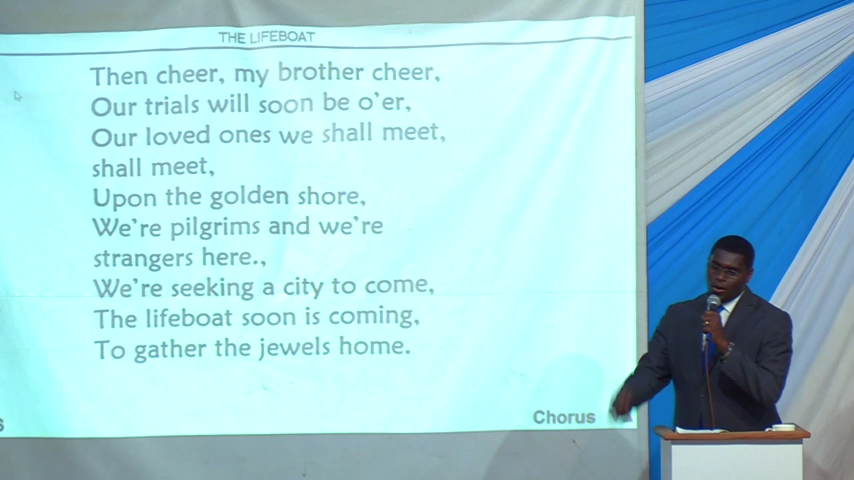 THE LIFEBOAT
Then cheer, my brother cheer,
Our trials will soon be o'er,
Our loved ones we shall meet,
shall meet,
Upon the golden shore,
We're pilgrims and we're
strangers here.,
We're seeking a city to come,
The lifeboat soon is coming,
To gather the jewels home.
Chorus